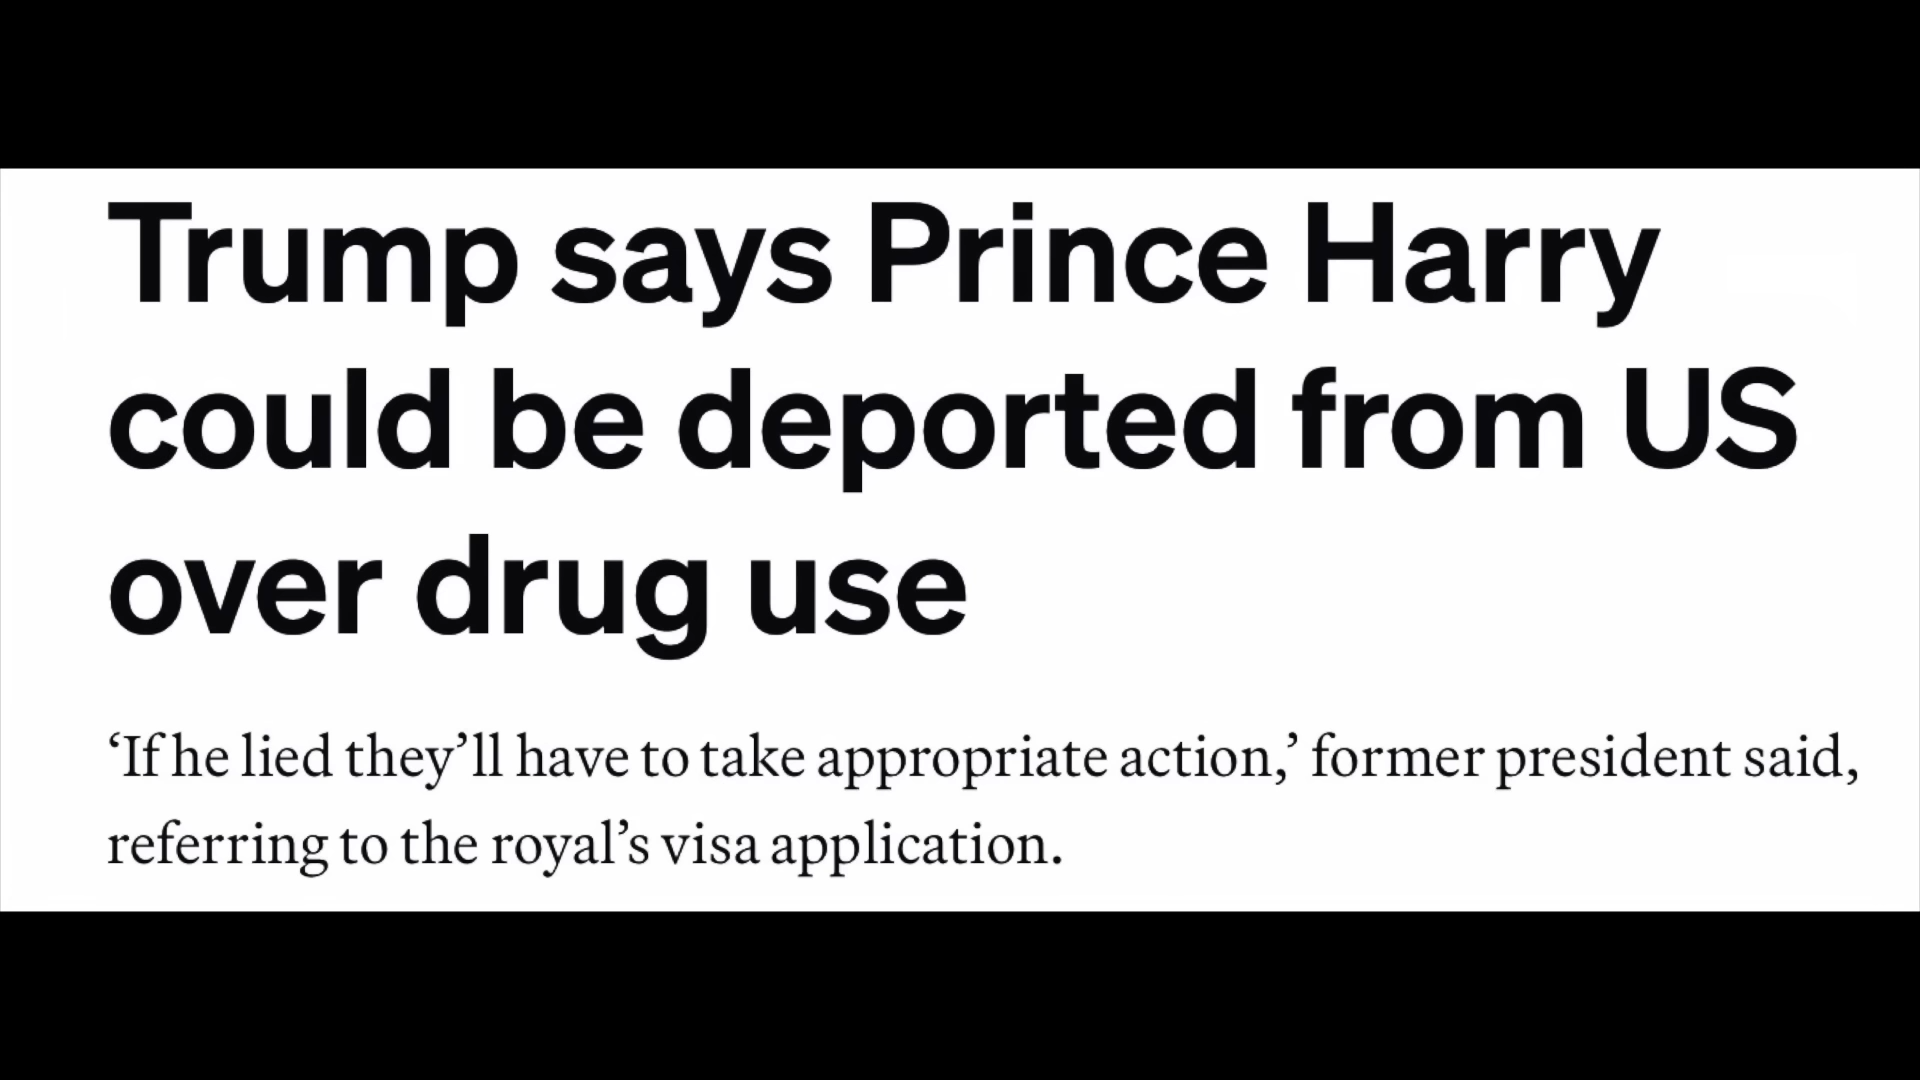 Trump says Prince Harry
could be deported from US
over drug use
‘If he lied they’ll have to take appropriate action,’ former president said,
referring to the royal’s visa application.